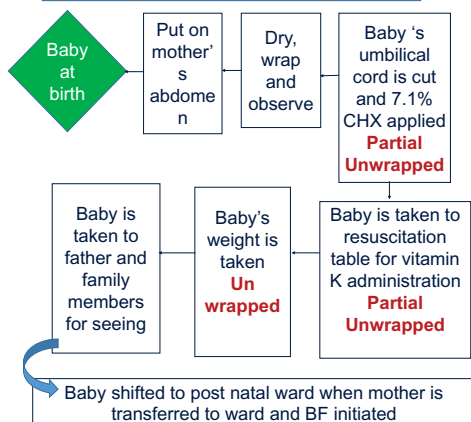 Baby
at
birth
Put on
mother'
s
abdome
n
Dry,
wrap
and
observe
Baby 's
umbilical
cord is cut
and 7.1%
CHX applied
Partial
Unwrapped
Baby is taken to
resuscitation
table for vitamin
K administration
Partial
Unwrapped
Baby's
weight is
taken
Un
wrapped
Baby is
taken to
father and
family
members
for seeing
Baby shifted to post natal ward when mother is
transferred to ward and BF initiated